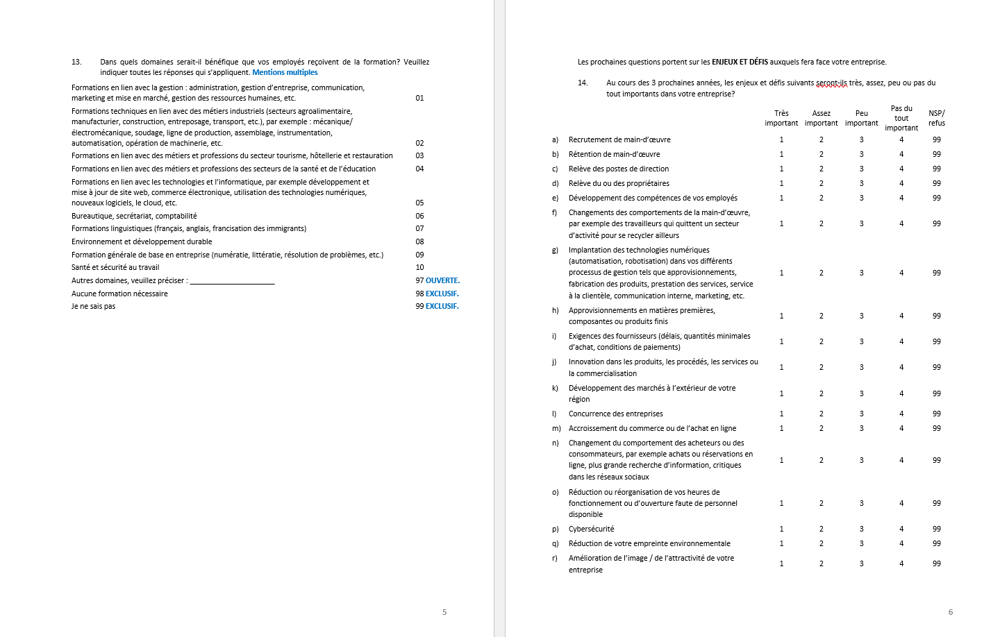 13. Dans quels domaines serait-il bénéfique que vos employés reçoivent de la formation? Veuillez
indiquer toutes les réponses qui s'appliquent. Mentions multiples
Formations en lien avec la gestion : administration, gestion d'entreprise, communication,
marketing et mise en marché, gestion des ressources humaines, etc. 01
Formations techniques en lien avec des métiers industriels (secteurs agroalimentaire,
manufacturier, construction, entreposage, transport, etc.), par exemple : mécanique/
électromécanique, soudage, ligne de production, assemblage, instrumentation,
automatisation, opération de machinerie, etc. 02
Formations en lien avec des métiers et professions du secteur tourisme, hôtellerie et restauration 03
Formations en lien avec des métiers et professions des secteurs de la santé et de l'éducation 04
Formations en lien avec les technologies et l'informatique, par exemple développement et
mise à jour de site web, commerce électronique, utilisation des technologies numériques,
nouveaux logiciels, le cloud, etc. 05
Bureautique, secrétariat, comptabilité 06
Formations linguistiques (français, anglais, francisation des immigrants) 07
Environnement et développement durable 08
Formation générale de base en entreprise (numératie, littératie, résolution de problèmes, etc.) 09
Santé et sécurité au travail 10
Autres domaines, veuillez préciser : ____________________ 97 OUVERTE.
Aucune formation nécessaire 98 EXCLUSIF.
Je ne sais pas 99 EXCLUSIF.
5
Les prochaines questions portent sur les ENJEUX ET DÉFIS auxquels fera face votre entreprise.
14. Au cours des 3 prochaines années, les enjeux et défis suivants seront-ils très, assez, peu ou pas du
tout importants dans votre entreprise?
Très important Assez important Peu important Pas du tout important NSP/ refus
a) Recrutement de main-d'œuvre 1 2 3 4 99
b) Rétention de main-d'œuvre 1 2 3 4 99
c) Relève des postes de direction 1 2 3 4 99
d) Relève du ou des propriétaires 1 2 3 4 99
e) Développement des compétences de vos employés 1 2 3 4 99
f) Changements des comportements de la main-d'œuvre,
par exemple des travailleurs qui quittent un secteur 1 2 3 4 99
d'activité pour se recycler ailleurs
g) Implantation des technologies numériques
(automatisation, robotisation) dans vos différents
processus de gestion tels que approvisionnements, 1 2 3 4 99
fabrication des produits, prestation des services, service
à la clientèle, communication interne, marketing, etc.
h) Approvisionnements en matières premières,
composantes ou produits finis 1 2 3 4 99
i) Exigences des fournisseurs (délais, quantités minimales
d'achat, conditions de paiements) 1 2 3 4 99
j) Innovation dans les produits, les procédés, les services ou
la commercialisation 1 2 3 4 99
k) Développement des marchés à l'extérieur de votre
région 1 2 3 4 99
l) Concurrence des entreprises 1 2 3 4 99
m) Accroissement du commerce ou de l'achat en ligne 1 2 3 4 99
n) Changement du comportement des acheteurs ou des
consommateurs, par exemple achats ou réservations en
ligne, plus grande recherche d'information, critiques 1 2 3 4 99
dans les réseaux sociaux
o) Réduction ou réorganisation de vos heures de
fonctionnement ou d'ouverture faute de personnel 1 2 3 4 99
disponible
p) Cybersécurité 1 2 3 4 99
q) Réduction de votre empreinte environnementale 1 2 3 4 99
r) Amélioration de l'image / de l'attractivité de votre
entreprise 1 2 3 4 99
6